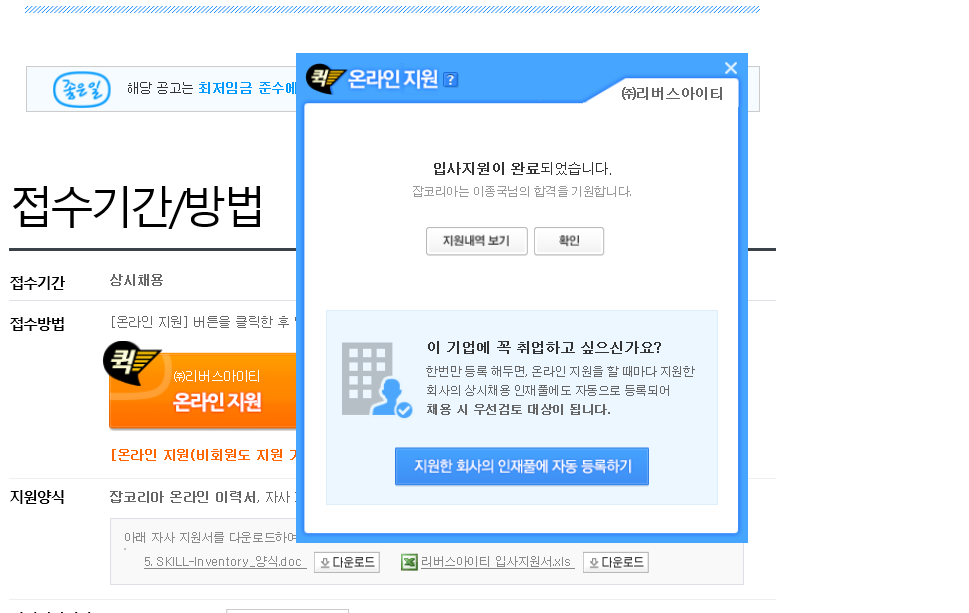 좋은일
해당 공고는 최저임금 준수에
퀵 온라인 지원 ?
㈜리버스아이티
입사지원이 완료되었습니다.
잡코리아는 이종국님의 합격을 기원합니다.
지원내역 보기
확인
이 기업에 꼭 취업하고 싶으신가요?
한번만 등록 해두면, 온라인 지원을 할 때마다 지원한
회사의 상시채용 인재풀에도 자동으로 등록되어
채용 시 우선검토 대상이 됩니다.
지원한 회사의 인재풀에 자동 등록하기
접수기간/방법
접수기간 상시채용
접수방법 [온라인 지원] 버튼을 클릭한 후
퀵
㈜리버스아이티
온라인 지원
[온라인 지원(비회원도 지원
지원양식 잡코리아 온라인 이력서, 자사
아래 자사 지원서를 다운로드하여
5. SKILL-Inventory_양식.doc 다운로드 리버스아이티 입사지원서.xls 다운로드